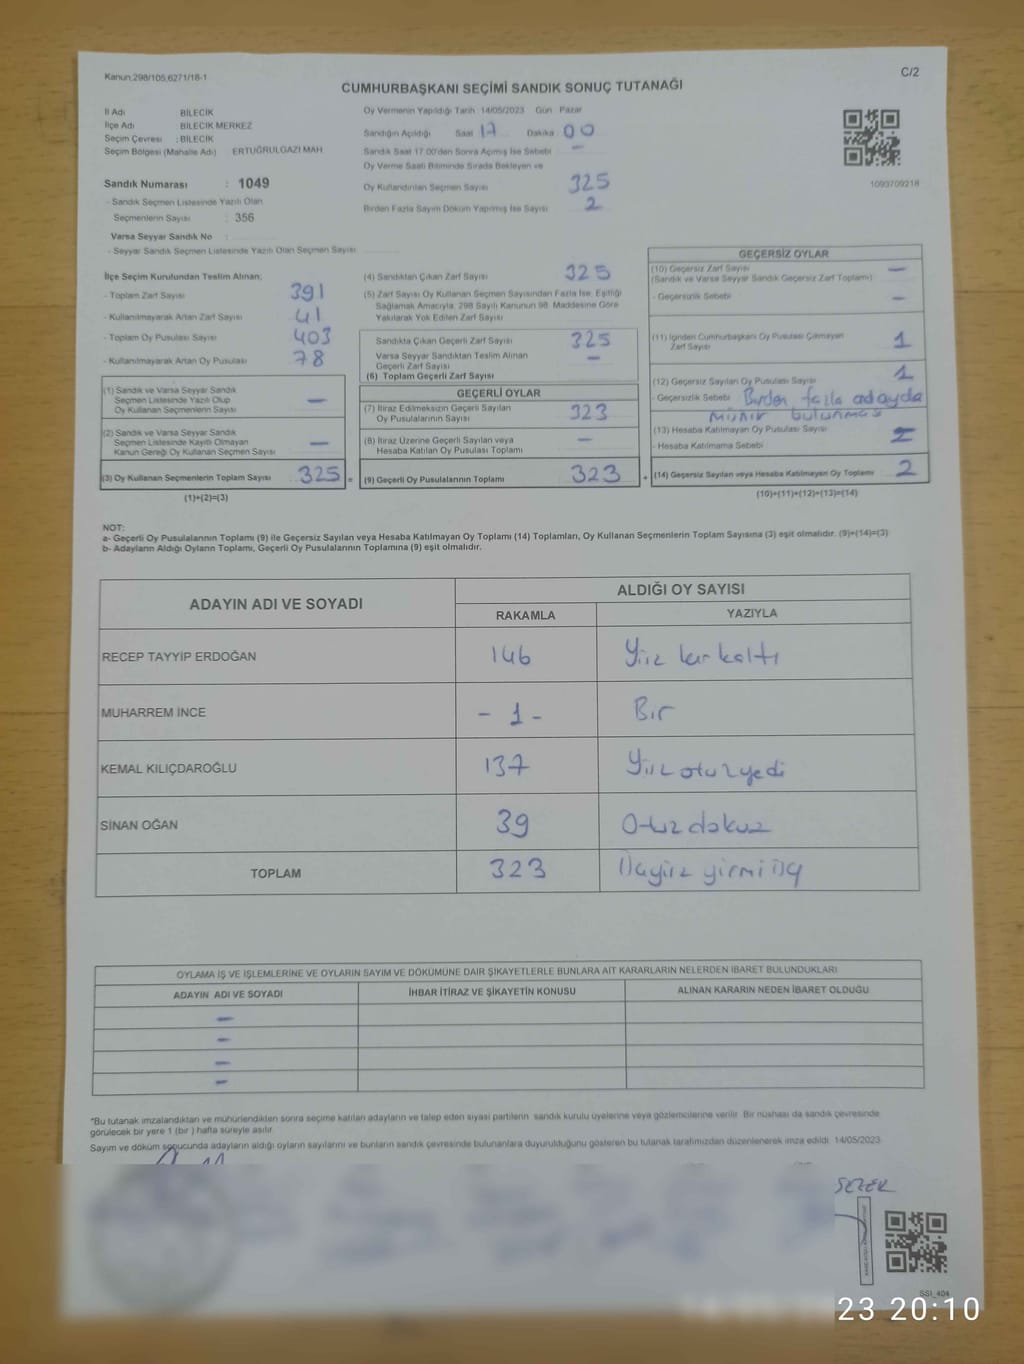 Kanun:298/105,6271/18-1
C/2
CUMHURBAŞKANI SEÇİMİ SANDIK SONUÇ TUTANAĞI
İl Adı : BİLECİK
İlçe Adı : BİLECİK MERKEZ
Seçim Çevresi : BİLECİK
Seçim Bölgesi (Mahalle Adı) ERTUĞRULGAZİ MAH
Sandık Numarası : 1049
- Sandık Seçmen Listesinde Yazılı Olan
Seçmenlerin Sayısı : 356
Varsa Seyyar Sandık No :
- Seyyar Sandık Seçmen Listesinde Yazılı Olan Seçmen Sayısı
Oy Vermenin Yapıldığı Tarih : 14/05/2023 Gün : Pazar
Sandığın Açıldığı Saat 17 Dakika 00
Sandık Saat 17.00'den Sonra Açılmış İse Sebebi -
Oy Verme Saati Bitiminde Sırada Bekleyen ve
Oy Kullandırılan Seçmen Sayısı 325
Birden Fazla Sayım Döküm Yapılmış İse Sayısı 2
1093709218
İlçe Seçim Kurulundan Teslim Alınan;
- Toplam Zarf Sayısı 391
- Kullanılmayarak Artan Zarf Sayısı 41
- Toplam Oy Pusulası Sayısı 403
- Kullanılmayarak Artan Oy Pusulası 78
(1) Sandık ve Varsa Seyyar Sandık
Seçmen Listesinde Yazılı Olup
Oy Kullanan Seçmenlerin Sayısı -
(2) Sandık ve Varsa Seyyar Sandık
Seçmen Listesinde Kayıtlı Olmayan
Kanun Gereği Oy Kullanan Seçmen Sayısı -
(3) Oy Kullanan Seçmenlerin Toplam Sayısı 325 =
(1)+(2)=(3)
(4) Sandıktan Çıkan Zarf Sayısı 325
(5) Zarf Sayısı Oy Kullanan Seçmen Sayısından Fazla İse, Eşitliği
Sağlamak Amacıyla, 298 Sayılı Kanunun 98. Maddesine Göre
Yakılarak Yok Edilen Zarf Sayısı
Sandıkta Çıkan Geçerli Zarf Sayısı 325
Varsa Seyyar Sandıktan Teslim Alınan
Geçerli Zarf Sayısı -
(6) Toplam Geçerli Zarf Sayısı
GEÇERLİ OYLAR
(7) İtiraz Edilmeksizin Geçerli Sayılan
Oy Pusulalarının Sayısı 323
(8) İtiraz Üzerine Geçerli Sayılan veya
Hesaba Katılan Oy Pusulası Toplamı -
(9) Geçerli Oy Pusulalarının Toplamı 323 +
GEÇERSİZ OYLAR
(10) Geçersiz Zarf Sayısı -
(Sandık ve Varsa Seyyar Sandık Geçersiz Zarf Toplamı)
- Geçersizlik Sebebi -
(11) İçinden Cumhurbaşkanı Oy Pusulası Çıkmayan
Zarf Sayısı 1
(12) Geçersiz Sayılan Oy Pusulası Sayısı 1
- Geçersizlik Sebebi Birden fazla adayda
mühür bulunması
(13) Hesaba Katılmayan Oy Pusulası Sayısı
- Hesaba Katılmama Sebebi
(14) Geçersiz Sayılan veya Hesaba Katılmayan Oy Toplamı 2
(10)+(11)+(12)+(13)=(14)
NOT:
a- Geçerli Oy Pusulalarının Toplamı (9) ile Geçersiz Sayılan veya Hesaba Katılmayan Oy Toplamı (14) Toplamları, Oy Kullanan Seçmenlerin Toplam Sayısına (3) eşit olmalıdır. (9)+(14)=(3)
b- Adayların Aldığı Oyların Toplamı, Geçerli Oy Pusulalarının Toplamına (9) eşit olmalıdır.
ADAYIN ADI VE SOYADI
ALDIĞI OY SAYISI
RAKAMLA YAZIYLA
RECEP TAYYİP ERDOĞAN 146 Yüz kırkaltı
MUHARREM İNCE - 1 - Bir
KEMAL KILIÇDAROĞLU 137 Yüz otuz yedi
SİNAN OĞAN 39 Otuz dokuz
TOPLAM 323 Üçyüz yirmi üç
OYLAMA İŞ VE İŞLEMLERİNE VE OYLARIN SAYIM VE DÖKÜMÜNE DAİR ŞİKAYETLERLE BUNLARA AİT KARARLARIN NELERDEN İBARET BULUNDUKLARI
ADAYIN ADI VE SOYADI İHBAR İTİRAZ VE ŞİKAYETİN KONUSU ALINAN KARARIN NEDEN İBARET OLDUĞU
-
-
-
-
*Bu tutanak imzalandıktan ve mühürlendikten sonra seçime katılan adayların ve talep eden siyasi partilerin sandık kurulu üyelerine veya gözlemcilerine verilir. Bir nüshası da sandık çevresinde
görülecek bir yere 1 (bir ) hafta süreyle asılır.
Sayım ve döküm sonucunda adayların aldığı oyların sayılarını ve bunların sandık çevresinde bulunanlara duyurulduğunu gösteren bu tutanak tarafımızdan düzenlenerek imza edildi. 14/05/2023
SEZER
SSİ_404
23 20:10